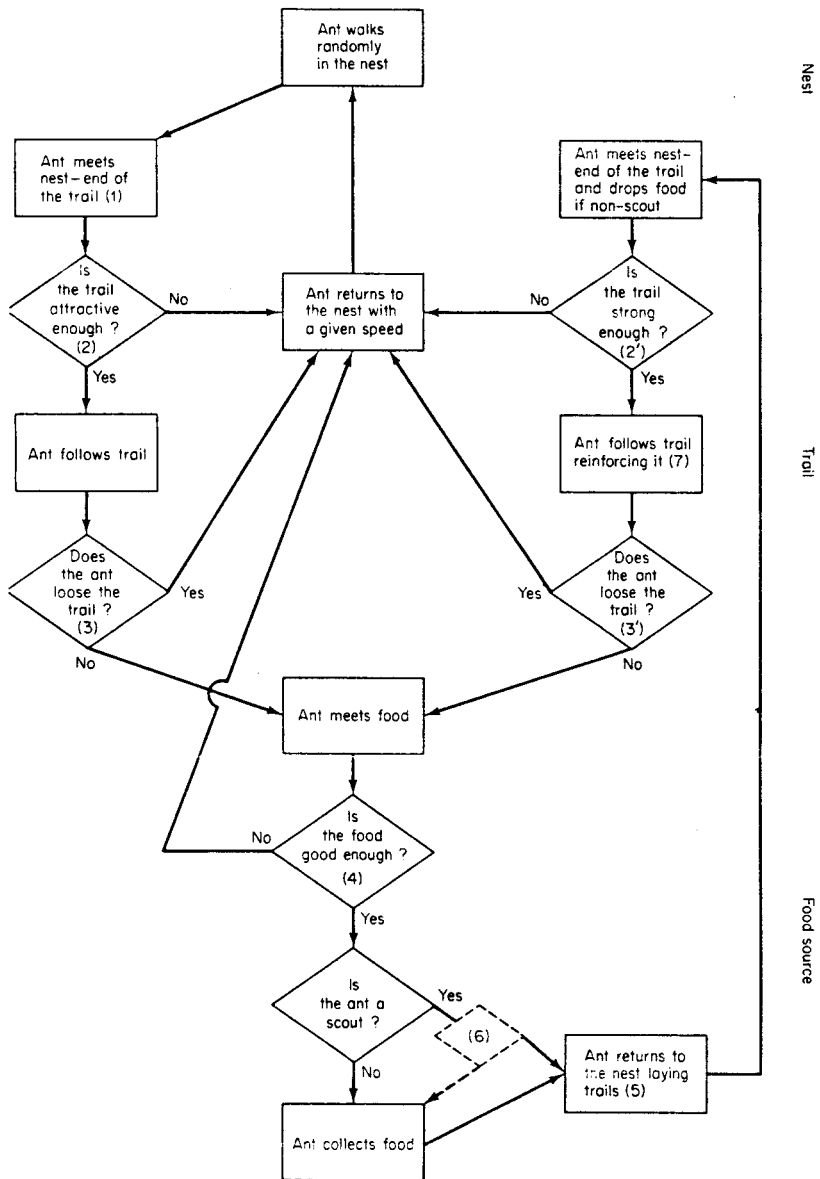 Ant walks
randomly
in the nest
Nest
Ant meets
nest-end of
the trail (1)
Ant meets nest-
end of the trail
and drops food
if non-scout
Is
the trail
attractive
enough ?
(2)
No
Yes
Ant returns to
the nest with
a given speed
Is
the trail
strong
enough ?
(2')
No
Yes
Ant follows trail
Ant follows trail
reinforcing it (7)
Trail
Does
the ant
loose the
trail ?
(3)
Yes
No
Does
the ant
loose the
trail ?
(3')
Yes
No
Ant meets food
Is
the food
good enough ?
(4)
No
Yes
Food source
Is
the ant a
scout ?
Yes
No
(6)
Ant returns to
the nest laying
trails (5)
Ant collects food